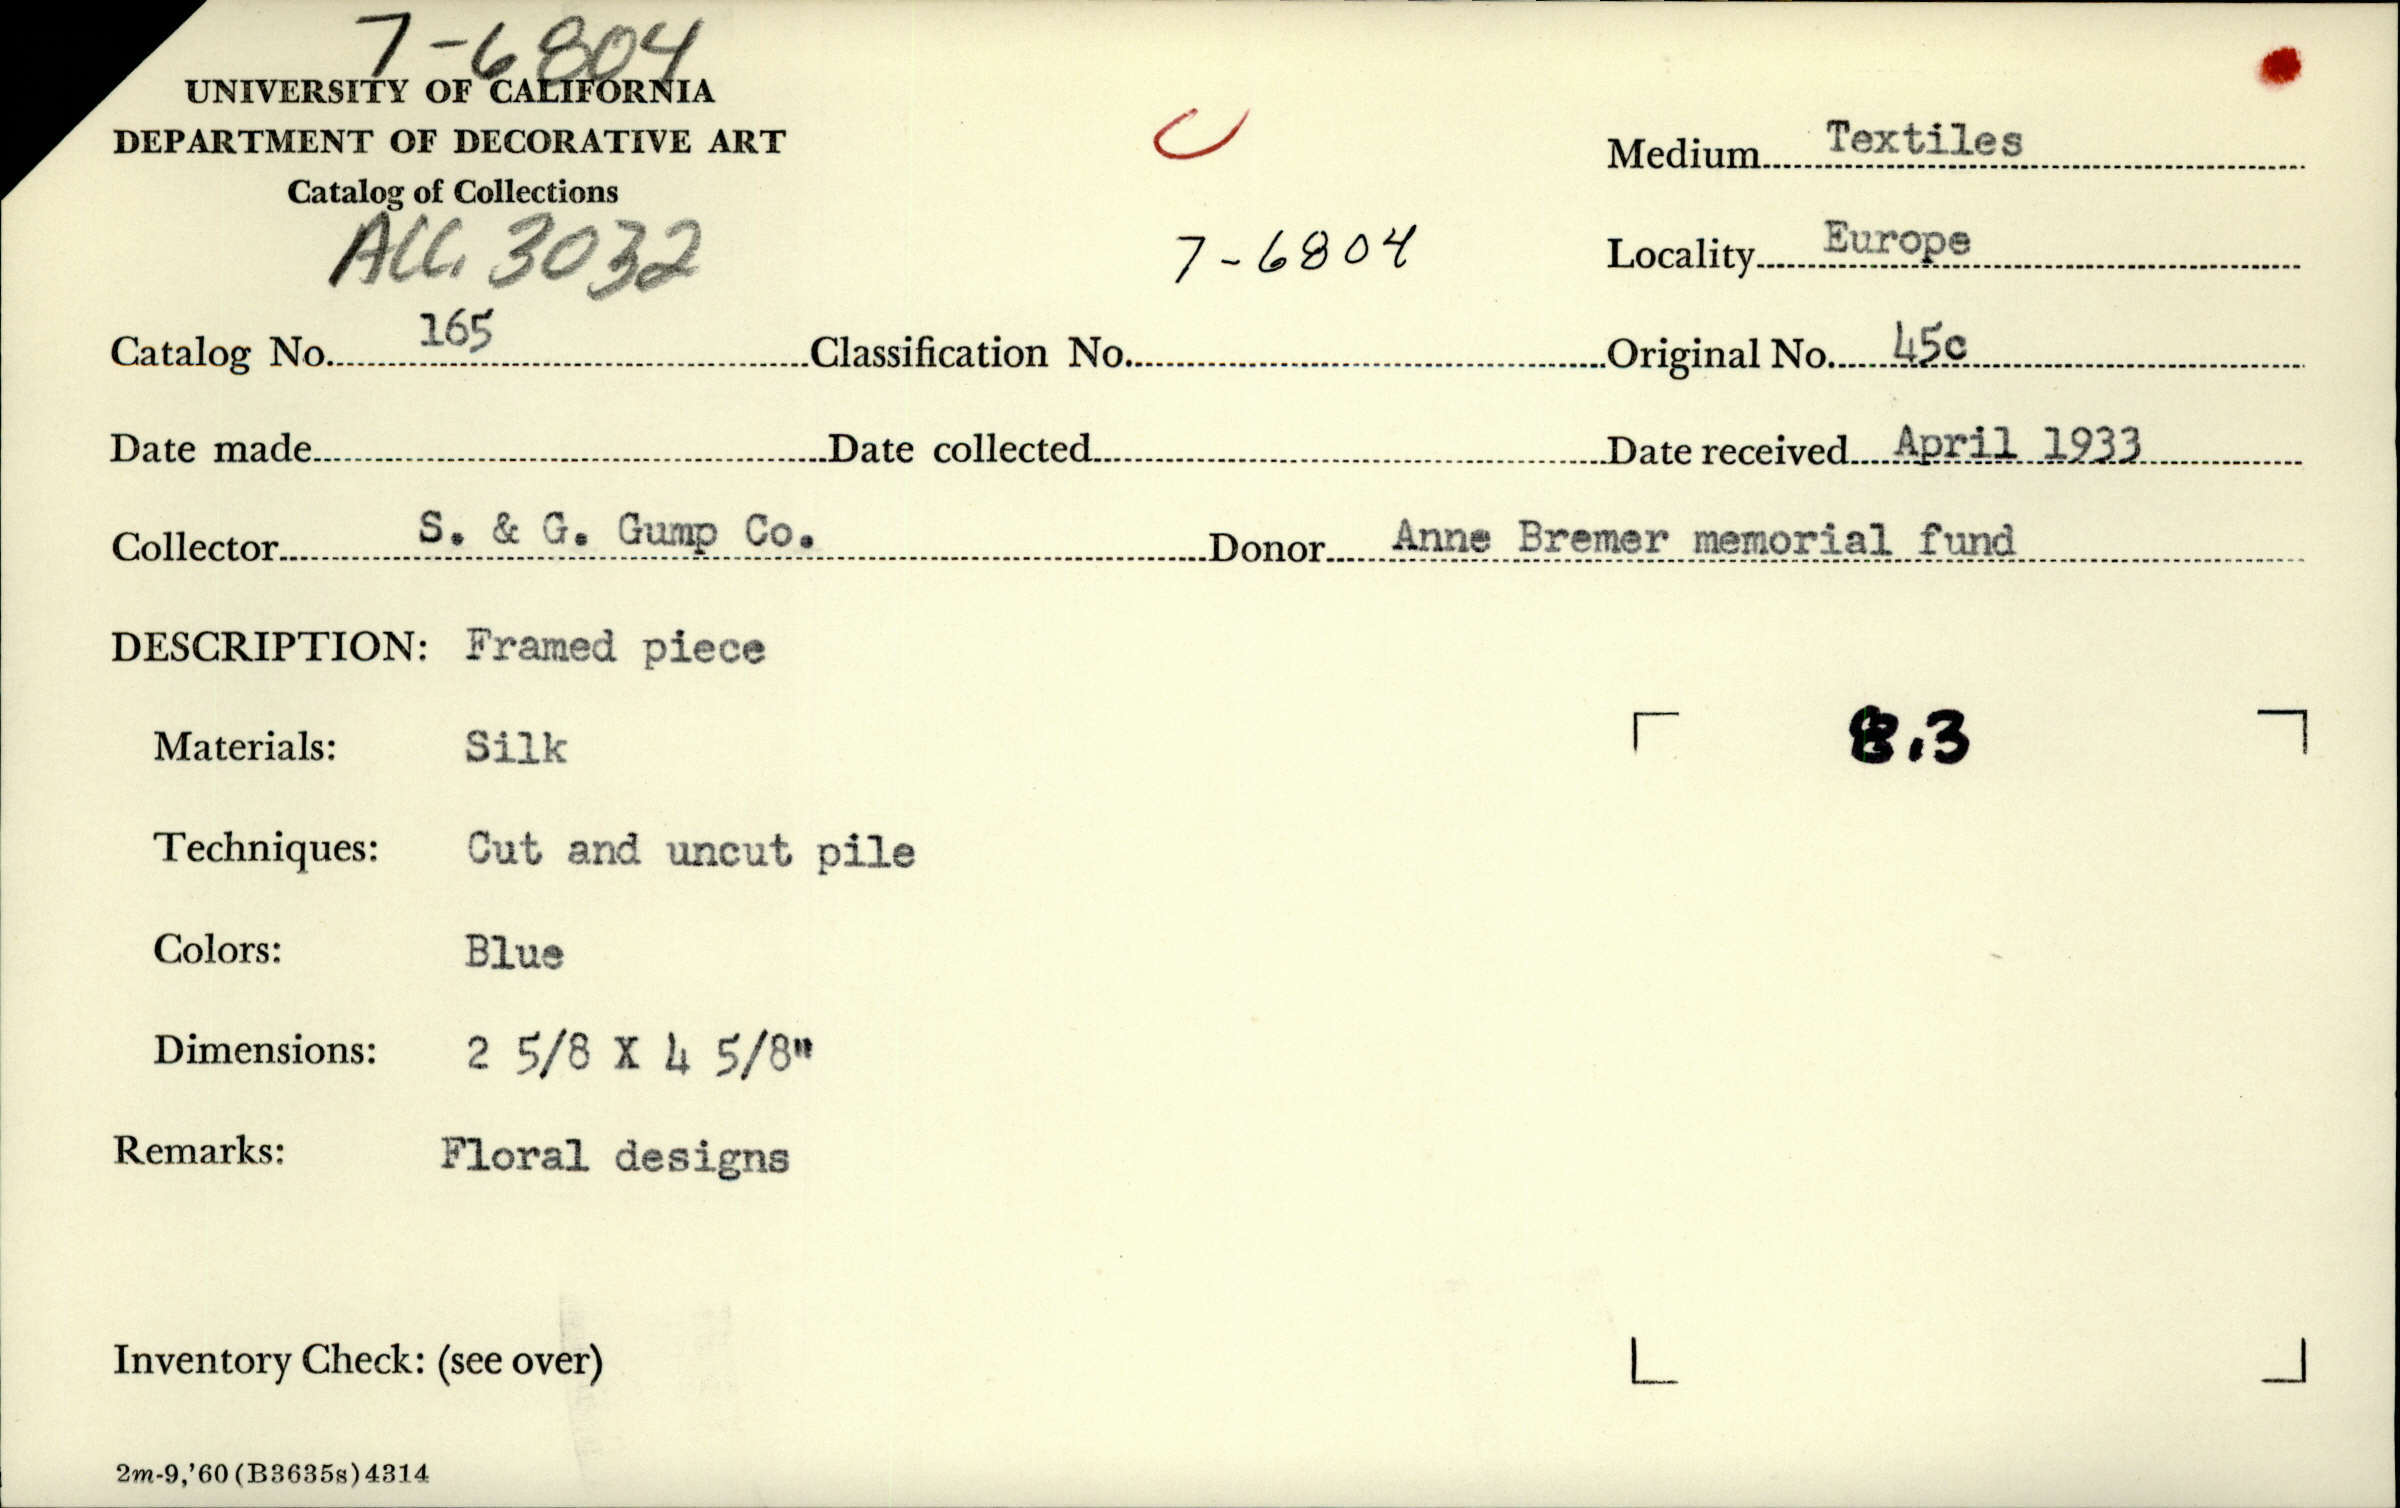 7-6804
UNIVERSITY OF CALIFORNIA
DEPARTMENT OF DECORATIVE ART
Catalog of Collections
Acc. 3032
7-6804
Medium Textiles
Locality Europe
Catalog No. 165 Classification No. Original No. 45c
Date made Date collected Date received April 1933
Collector S. & G. Gump Co. Donor Anne Bremer memorial fund
DESCRIPTION: Framed piece
Materials: Silk
8.3
Techniques: Cut and uncut pile
Colors: Blue
Dimensions: 2 5/8 X 4 5/8"
Remarks: Floral designs
Inventory Check: (see over)
2m-9,'60(B3635s)4314